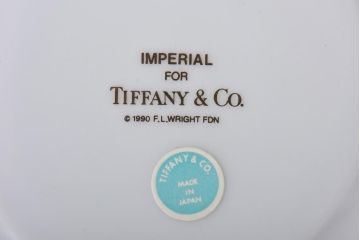 IMPERIAL
FOR
TIFFANY & CO.
© 1990 F.L.WRIGHT FDN
TIFFANY & CO.
MADE
IN
JAPAN